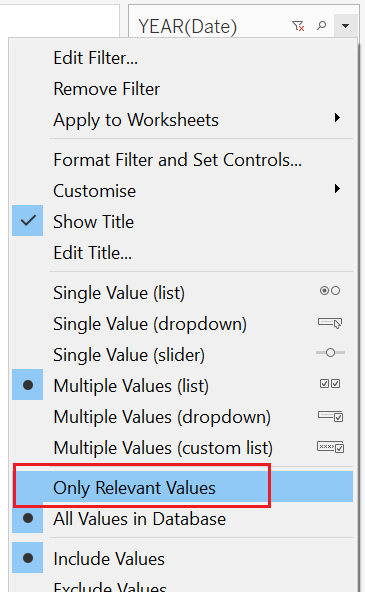 YEAR(Date)
Edit Filter...
Remove Filter
Apply to Worksheets
Format Filter and Set Controls...
Customise
Show Title
Edit Title...
Single Value (list)
Single Value (dropdown)
Single Value (slider)
Multiple Values (list)
Multiple Values (dropdown)
Multiple Values (custom list)
Only Relevant Values
All Values in Database
Include Values
Exclude Values